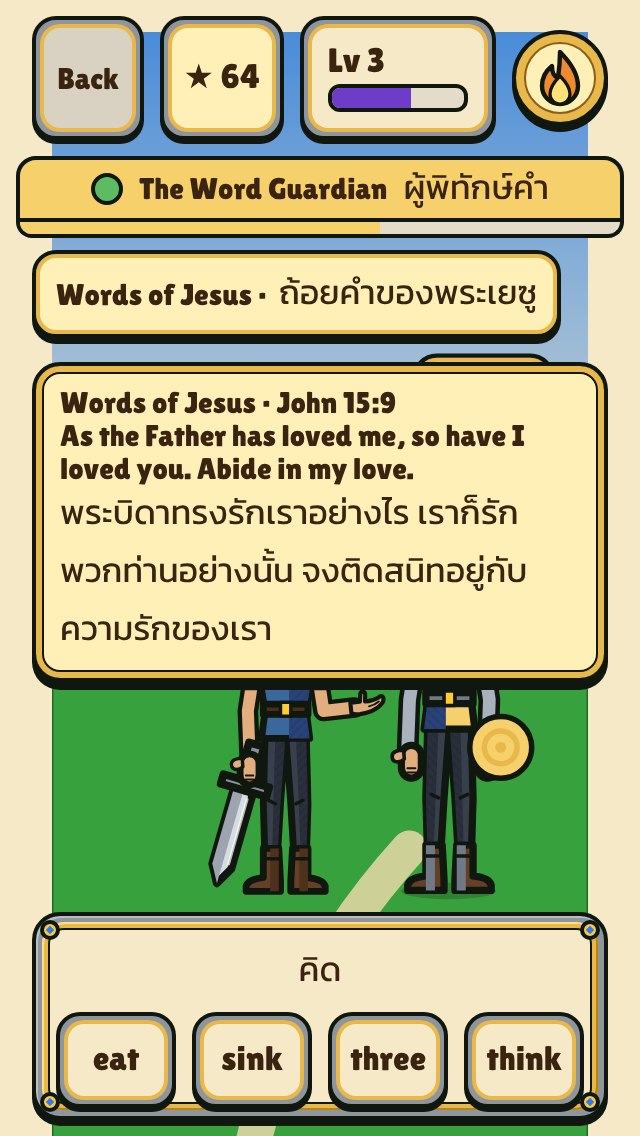 Back
★ 64
Lv 3
The Word Guardian ผู้พิทักษ์คำ
Words of Jesus · ถ้อยคำของพระเยซู
Words of Jesus · John 15:9
As the Father has loved me, so have I
loved you. Abide in my love.
พระบิดาทรงรักเราอย่างไร เราก็รัก
พวกท่านอย่างนั้น จงติดสนิทอยู่กับ
ความรักของเรา
คิด
eat
sink
three
think